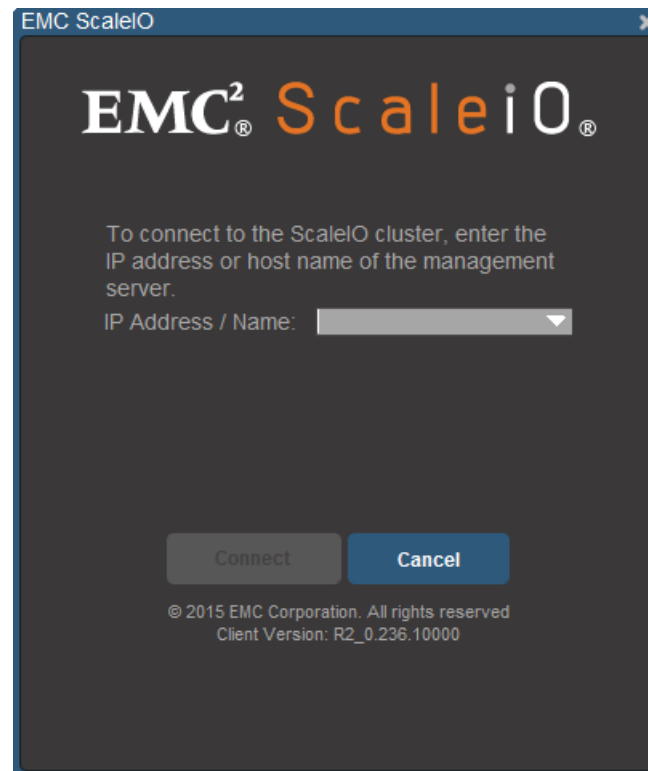 EMC ScaleIO
EMC²® ScaleiO®
To connect to the ScaleIO cluster, enter the
IP address or host name of the management
server.
IP Address / Name:
Connect
Cancel
© 2015 EMC Corporation. All rights reserved
Client Version: R2_0.236.10000